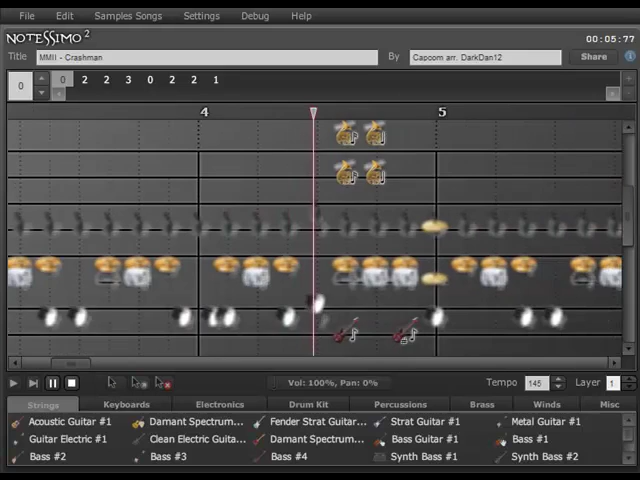 File Edit Samples Songs Settings Debug Help
NOTESSIMO 2 00:05:77
Title MMII - Crashman By Capcom arr. DarkDan12 Share
0 0 2 2 3 0 2 2 1
4 5
Vol: 100%, Pan: 0% Tempo 145 Layer 1
Strings Keyboards Electronics Drum Kit Percussions Brass Winds Misc
Acoustic Guitar #1 Damant Spectrum... Fender Strat Guitar... Strat Guitar #1 Metal Guitar #1
Guitar Electric #1 Clean Electric Guita... Damant Spectrum... Bass Guitar #1 Bass #1
Bass #2 Bass #3 Bass #4 Synth Bass #1 Synth Bass #2